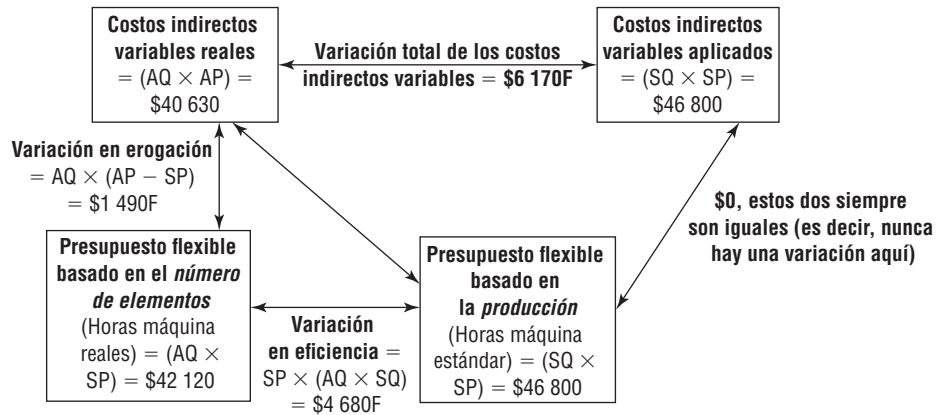 Costos indirectos
variables reales
= (AQ × AP) =
$40 630
Variación total de los costos
indirectos variables = $6 170F
Costos indirectos
variables aplicados
= (SQ × SP) =
$46 800
Variación en erogación
= AQ × (AP − SP)
= $1 490F
$0, estos dos siempre
son iguales (es decir, nunca
hay una variación aquí)
Presupuesto flexible
basado en el número
de elementos
(Horas máquina
reales) = (AQ ×
SP) = $42 120
Variación
en eficiencia =
SP × (AQ × SQ)
= $4 680F
Presupuesto flexible
basado en
la producción
(Horas máquina
estándar) = (SQ ×
SP) = $46 800